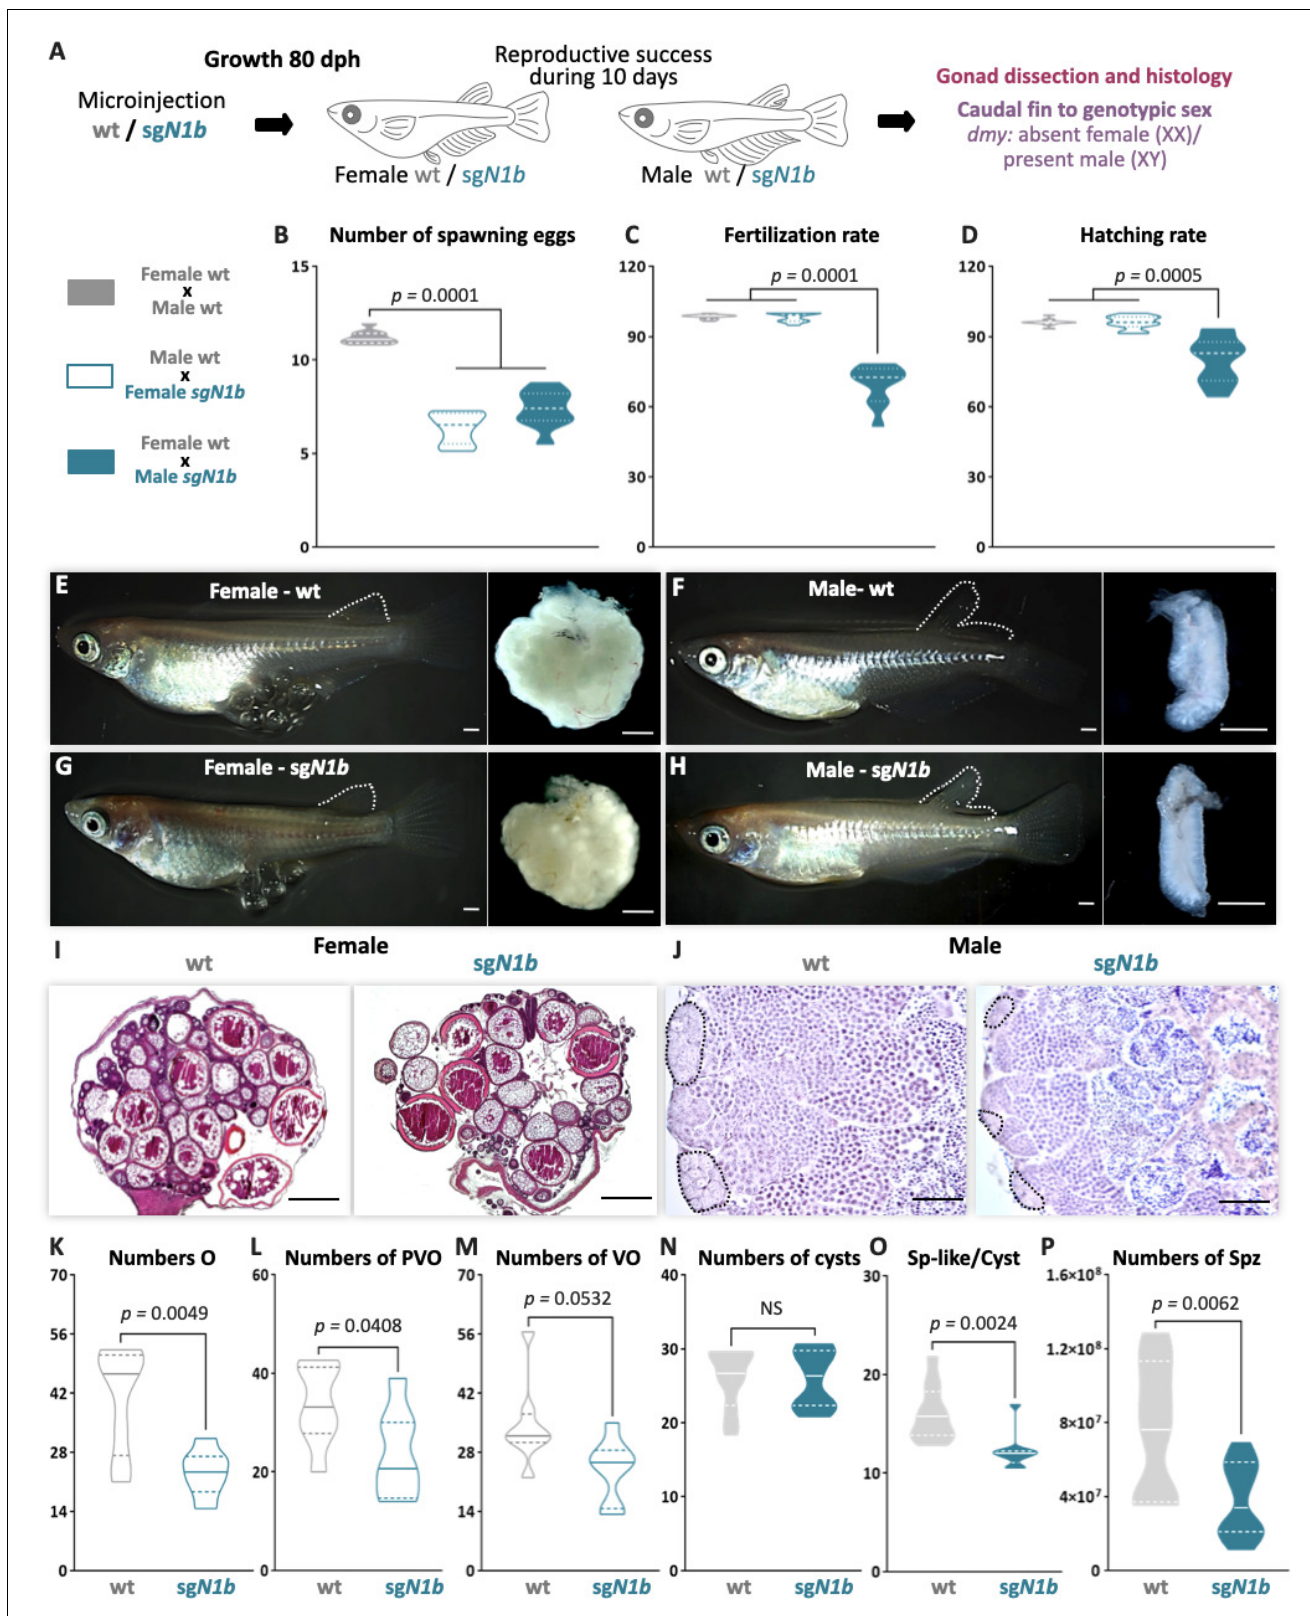 A
Growth 80 dph
Microinjection
wt / sgN1b
Reproductive success
during 10 days
Female wt / sgN1b
Male wt / sgN1b
Gonad dissection and histology
Caudal fin to genotypic sex
dmy: absent female (XX)/
present male (XY)
Female wt
x
Male wt
Male wt
x
Female sgN1b
Female wt
x
Male sgN1b
B
Number of spawning eggs
15
10
5
0
p = 0.0001
C
Fertilization rate
120
90
60
30
0
p = 0.0001
D
Hatching rate
120
90
60
30
0
p = 0.0005
E
Female - wt
F
Male- wt
G
Female - sgN1b
H
Male - sgN1b
I
Female
wt
sgN1b
J
Male
wt
sgN1b
K
Numbers O
70
56
42
28
14
0
p = 0.0049
wt
sgN1b
L
Numbers of PVO
60
40
20
0
p = 0.0408
wt
sgN1b
M
Numbers of VO
70
56
42
28
14
0
p = 0.0532
wt
sgN1b
N
Numbers of cysts
40
30
20
10
0
NS
wt
sgN1b
O
Sp-like/Cyst
30
20
10
0
p = 0.0024
wt
sgN1b
P
Numbers of Spz
1.6×10⁸
1.2×10⁸
8×10⁷
4×10⁷
0
p = 0.0062
wt
sgN1b